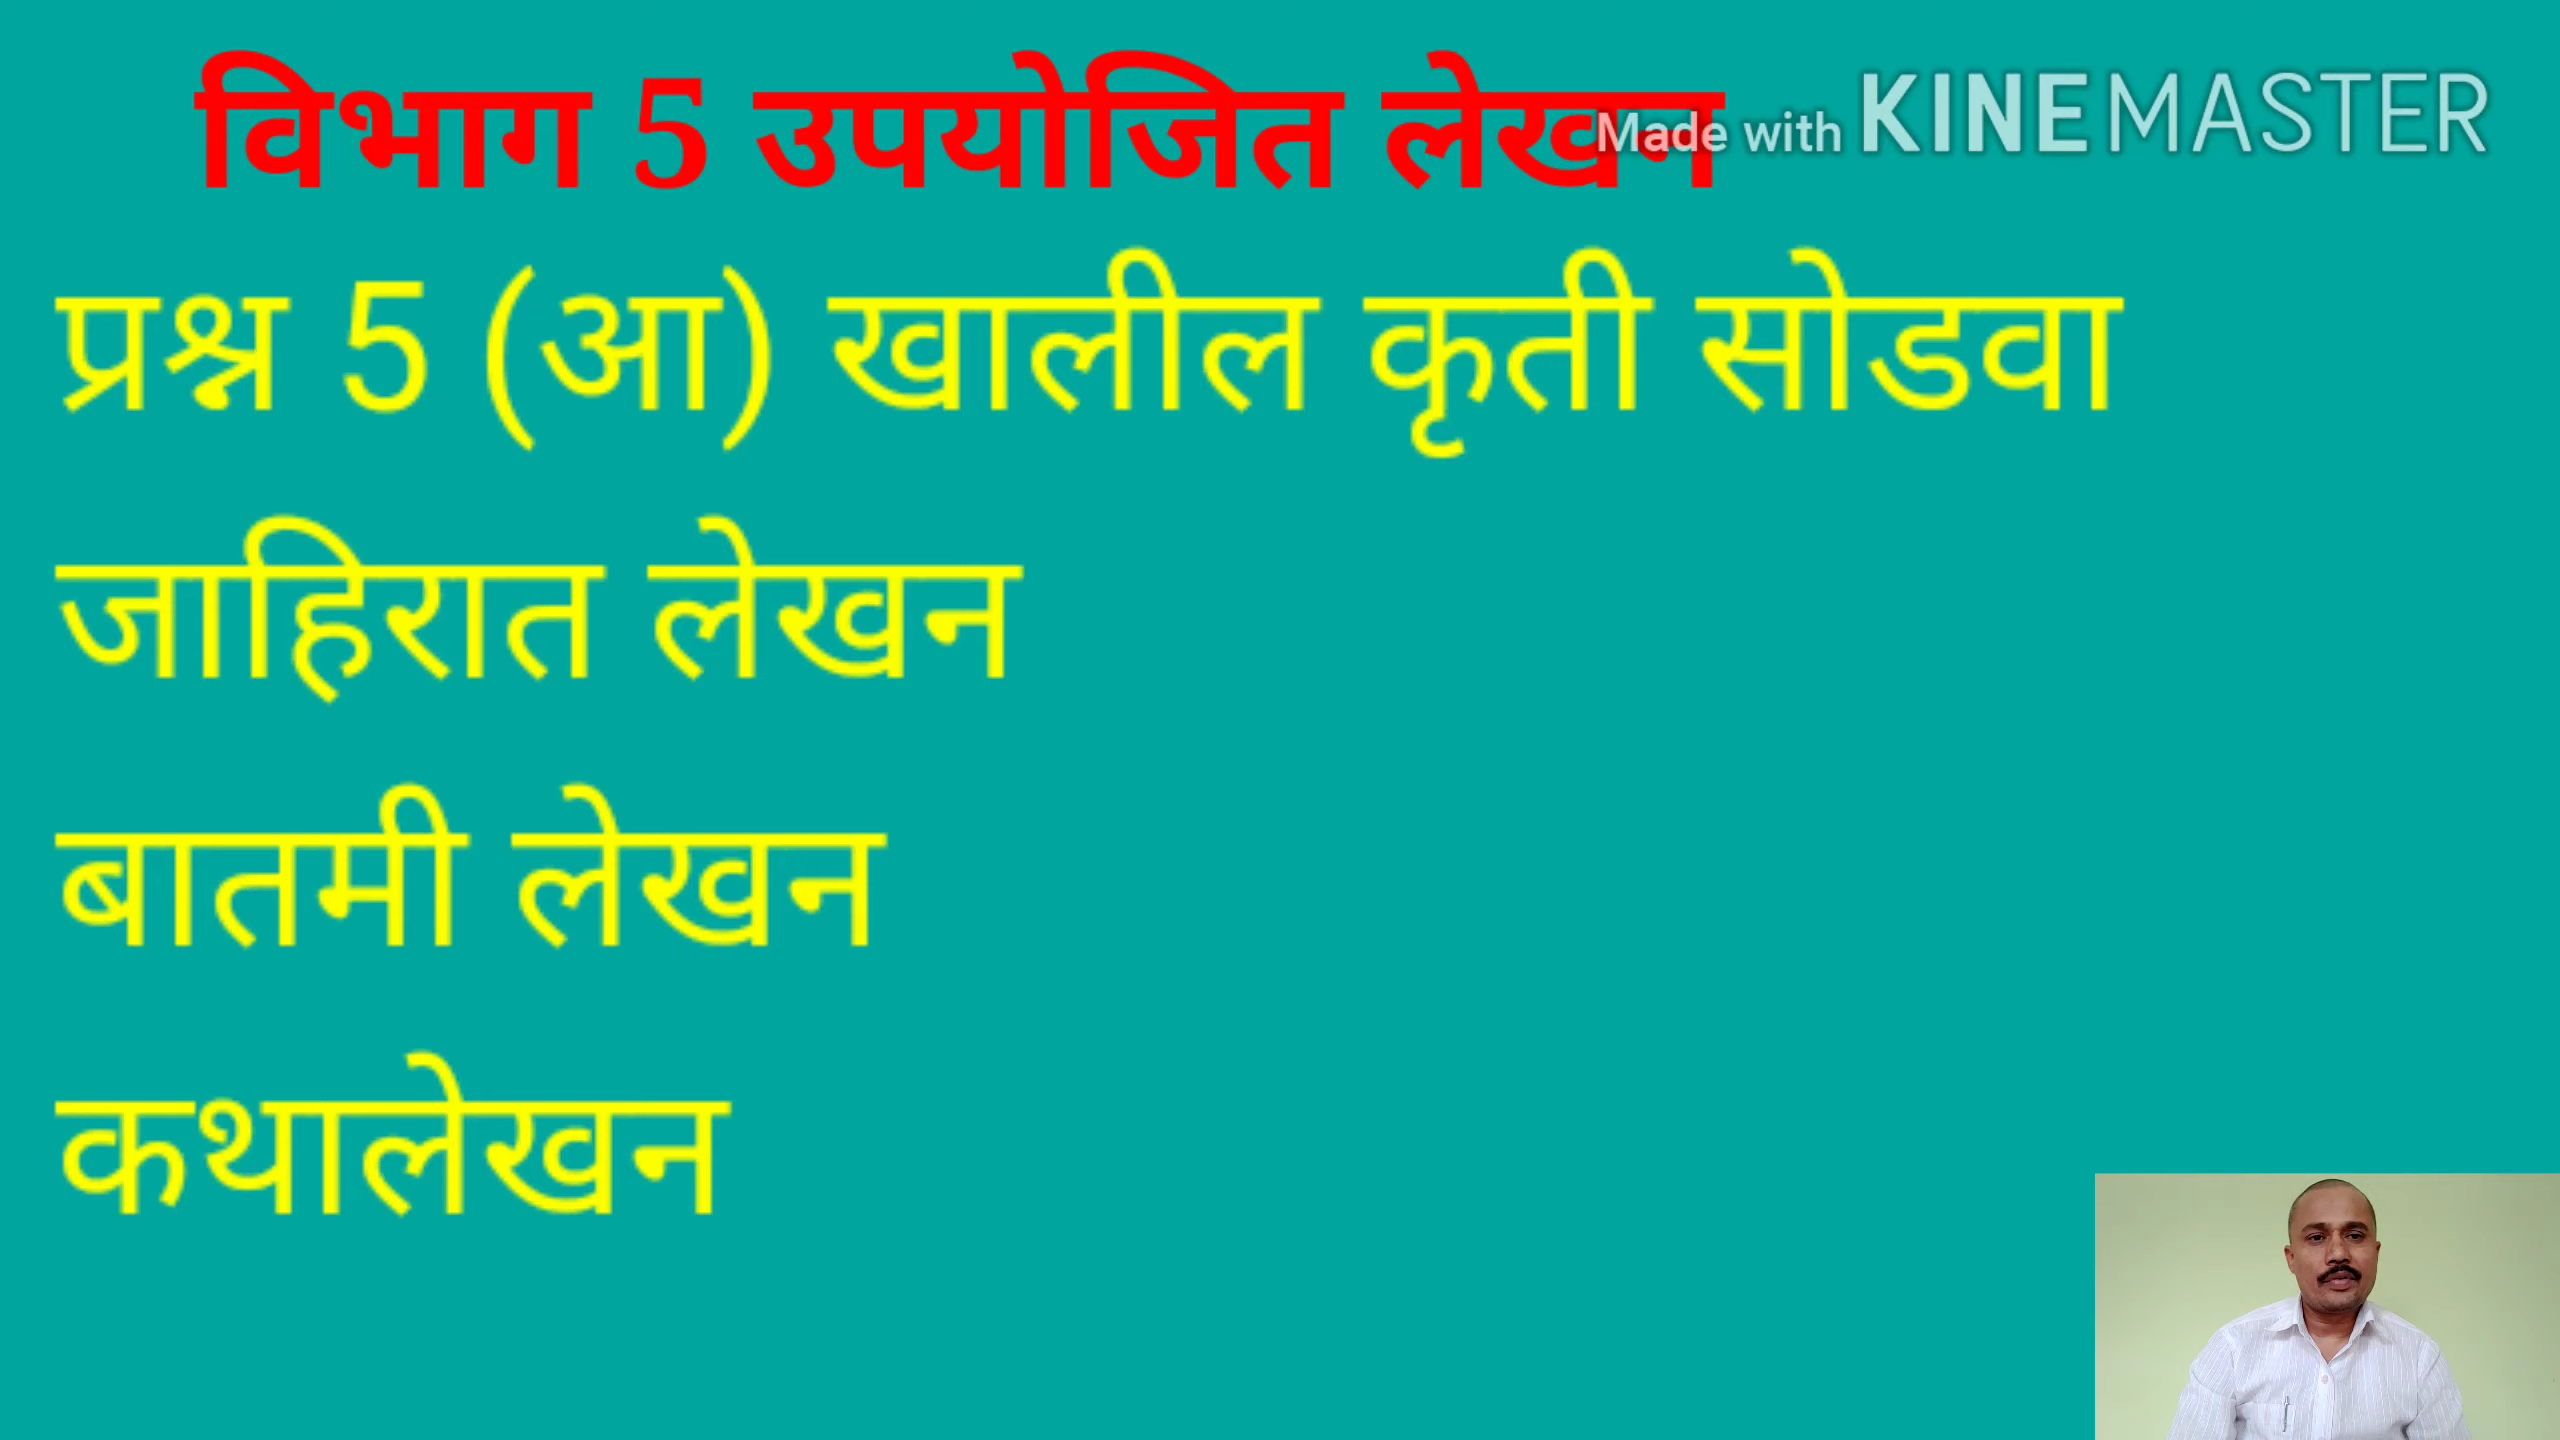 विभाग 5 उपयोजित लेखन
Made with KINEMASTER
प्रश्न 5 (आ) खालील कृती सोडवा
जाहिरात लेखन
बातमी लेखन
कथालेखन